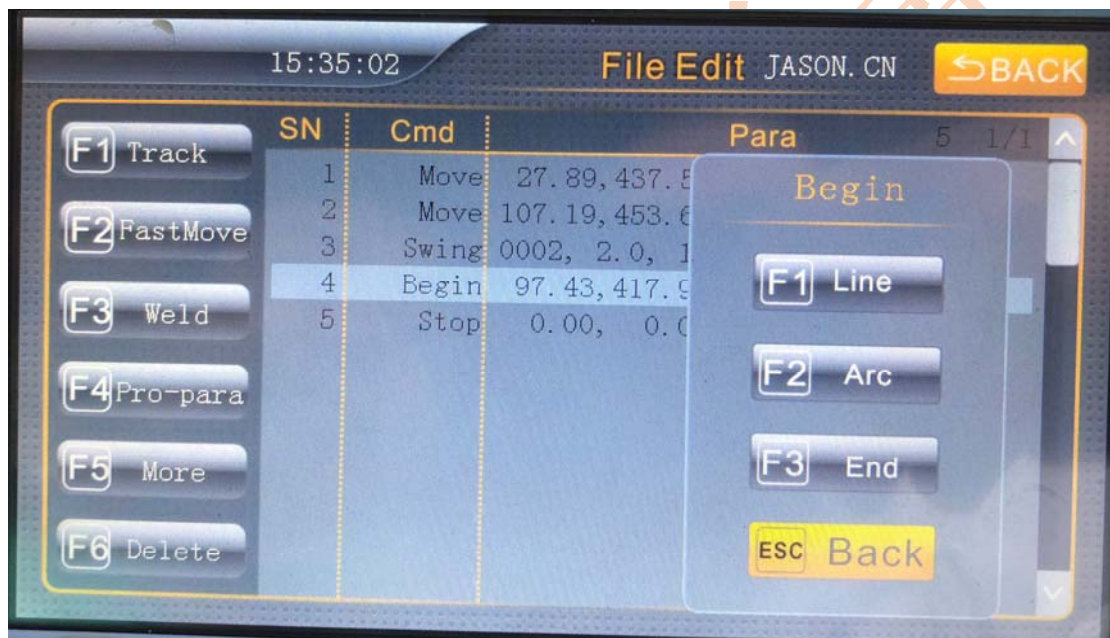 15:35:02 File Edit JASON.CN BACK
SN Cmd Para 5 1/1
F1 Track
F2 FastMove
F3 Weld
F4 Pro-para
F5 More
F6 Delete
1 Move 27.89,437.5
2 Move 107.19,453.6
3 Swing 0002, 2.0, 1
4 Begin 97.43,417.9
5 Stop 0.00, 0.0
Begin
F1 Line
F2 Arc
F3 End
ESC Back